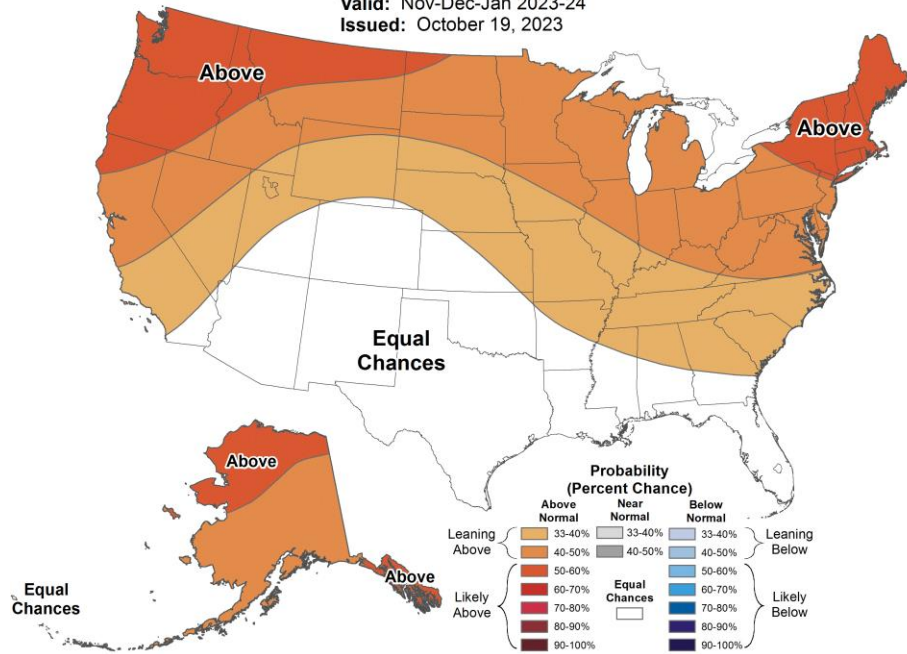 Valid: Nov-Dec-Jan 2023-24
Issued: October 19, 2023
Above
Above
Equal
Chances
Above
Above
Equal
Chances
Probability
(Percent Chance)
Above
Normal
Near
Normal
Below
Normal
Leaning
Above
33-40%
33-40%
33-40%
Leaning
Below
40-50%
40-50%
40-50%
Likely
Above
50-60%
60-70%
70-80%
80-90%
90-100%
Equal
Chances
50-60%
60-70%
70-80%
80-90%
90-100%
Likely
Below